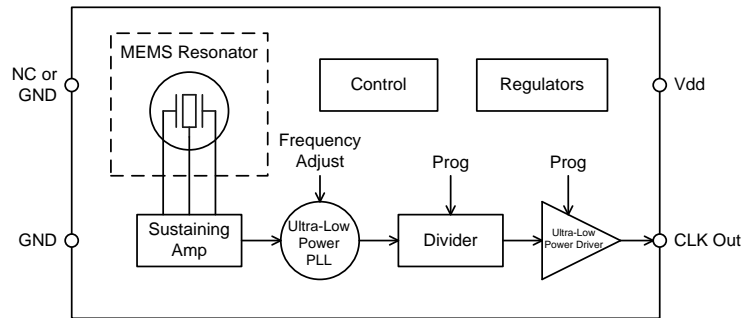 MEMS Resonator
NC or
GND
Control
Regulators
Vdd
Frequency
Adjust
Prog
Prog
GND
Sustaining
Amp
Ultra-Low
Power
PLL
Divider
Ultra-Low
Power Driver
CLK Out